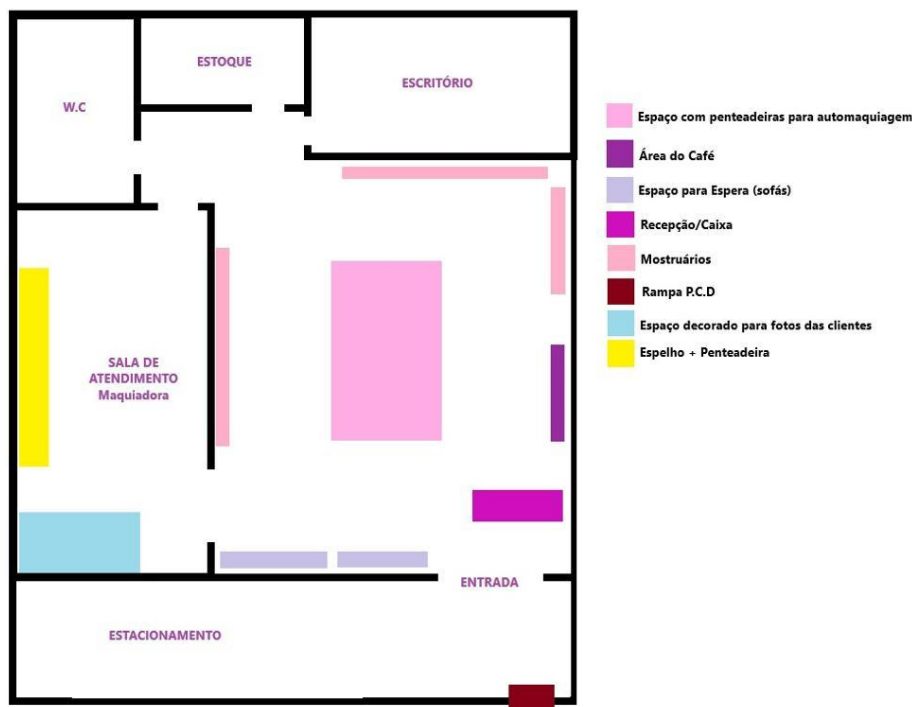 ESTOQUE
ESCRITÓRIO
W.C
Espaço com penteadeiras para automaquiagem
Área do Café
Espaço para Espera (sofás)
Recepção/Caixa
Mostruários
Rampa P.C.D
Espaço decorado para fotos das clientes
Espelho + Penteadeira
SALA DE
ATENDIMENTO
Maquiadora
ENTRADA
ESTACIONAMENTO